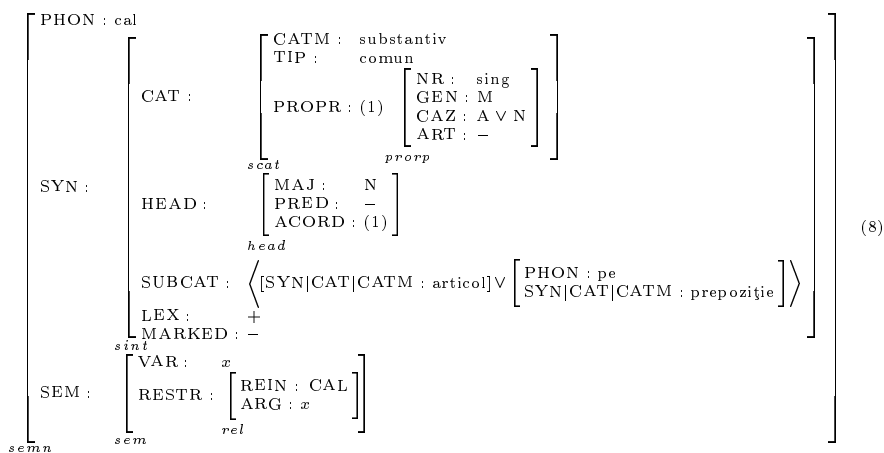 PHON : cal
CATM : substantiv
TIP : comun
NR : sing
CAT : GEN : M
PROPR : (1)
CAZ : A ∨ N
ART : −
scat prorp
SYN : MAJ : N
HEAD : PRED : −
ACORD : (1)
(8)
head
SUBCAT : ⟨[SYN|CAT|CATM : articol] ∨ [PHON : pe
SYN|CAT|CATM : prepoziţie]⟩
LEX : +
MARKED : −
sint
VAR : x
SEM : RESTR : REIN : CAL
ARG : x
rel
semn sem